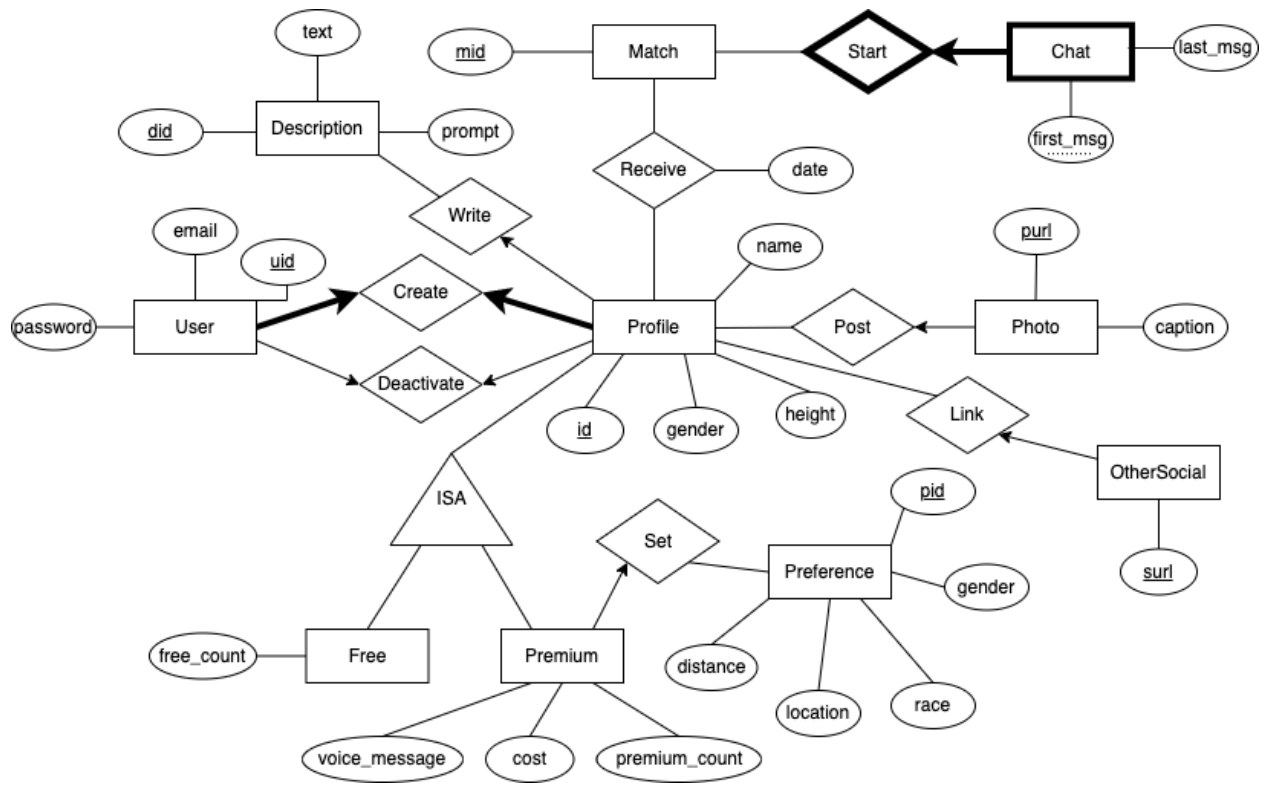 text
mid
Match
Start
Chat
last_msg
did
Description
prompt
first_msg
Receive
date
Write
email
uid
name
purl
Create
password
User
Profile
Post
Photo
caption
Deactivate
id
gender
height
Link
OtherSocial
ISA
pid
Set
Preference
gender
surl
free_count
Free
Premium
distance
location
race
voice_message
cost
premium_count